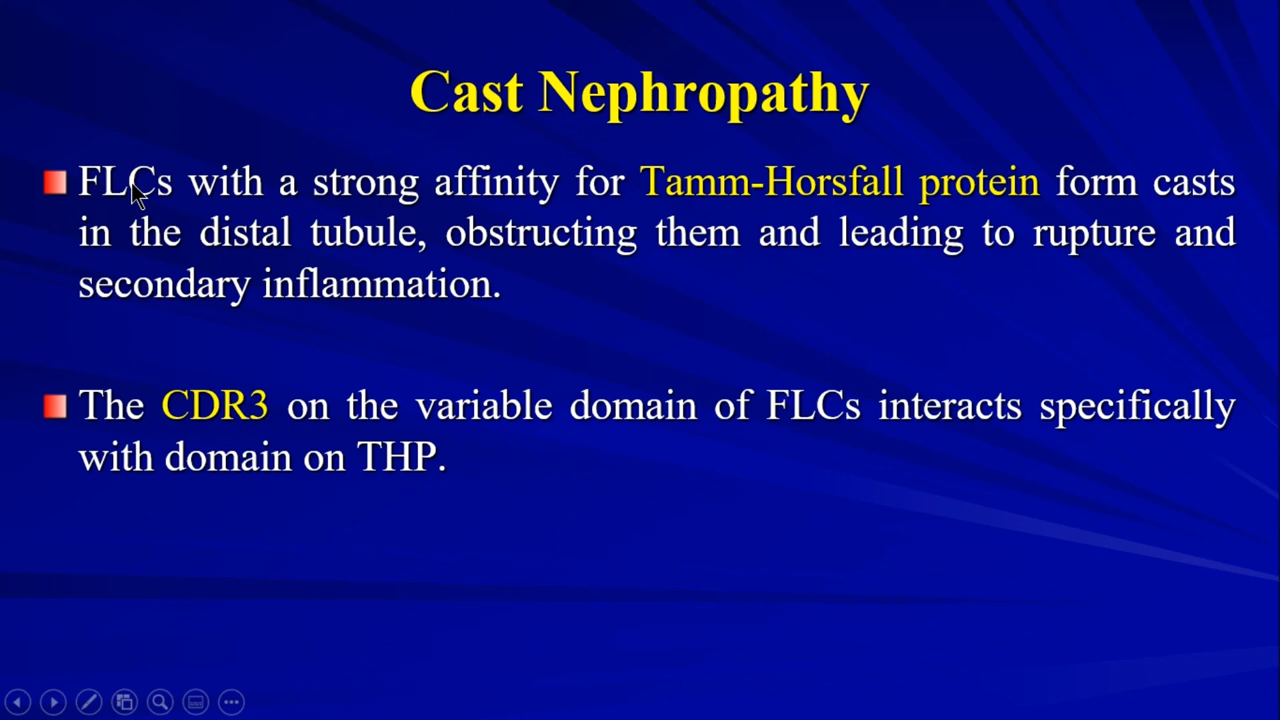 Cast Nephropathy
FLCs with a strong affinity for Tamm-Horsfall protein form casts
in the distal tubule, obstructing them and leading to rupture and
secondary inflammation.
The CDR3 on the variable domain of FLCs interacts specifically
with domain on THP.